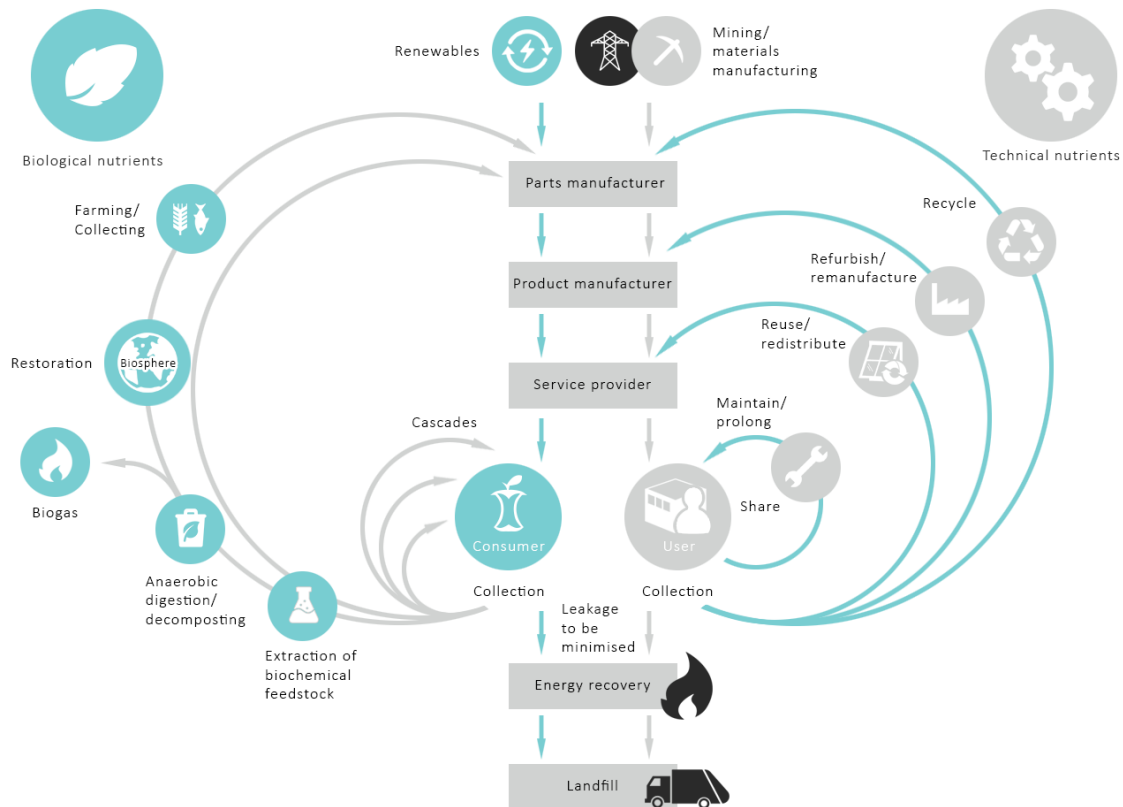 Renewables
Mining/
materials
manufacturing
Biological nutrients
Technical nutrients
Parts manufacturer
Farming/
Collecting
Recycle
Refurbish/
remanufacture
Product manufacturer
Reuse/
redistribute
Restoration
Biosphere
Service provider
Maintain/
prolong
Cascades
Biogas
Share
Consumer
User
Anaerobic
digestion/
decomposting
Collection
Collection
Leakage
to be
minimised
Extraction of
biochemical
feedstock
Energy recovery
Landfill